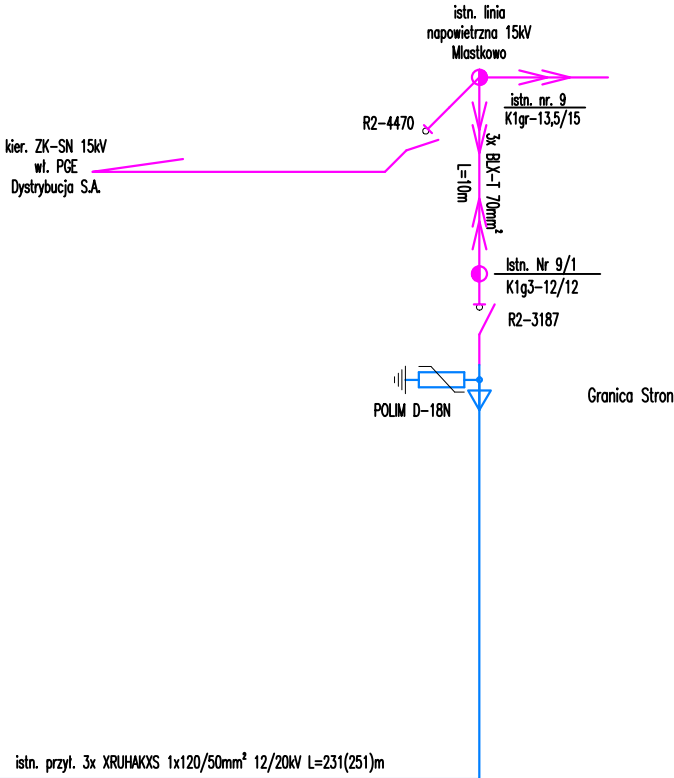 istn. linia
napowietrzna 15kV
Miastkowo
istn. nr. 9
K1gr-13,5/15
R2-4470
kier. ZK-SN 15kV
wł. PGE
Dystrybucja S.A.
3x BLX-T 70mm²
L=10m
Istn. Nr 9/1
K1g3-12/12
R2-3187
POLIM D-18N
Granica Stron
istn. przył. 3x XRUHAKXS 1x120/50mm² 12/20kV L=231(251)m